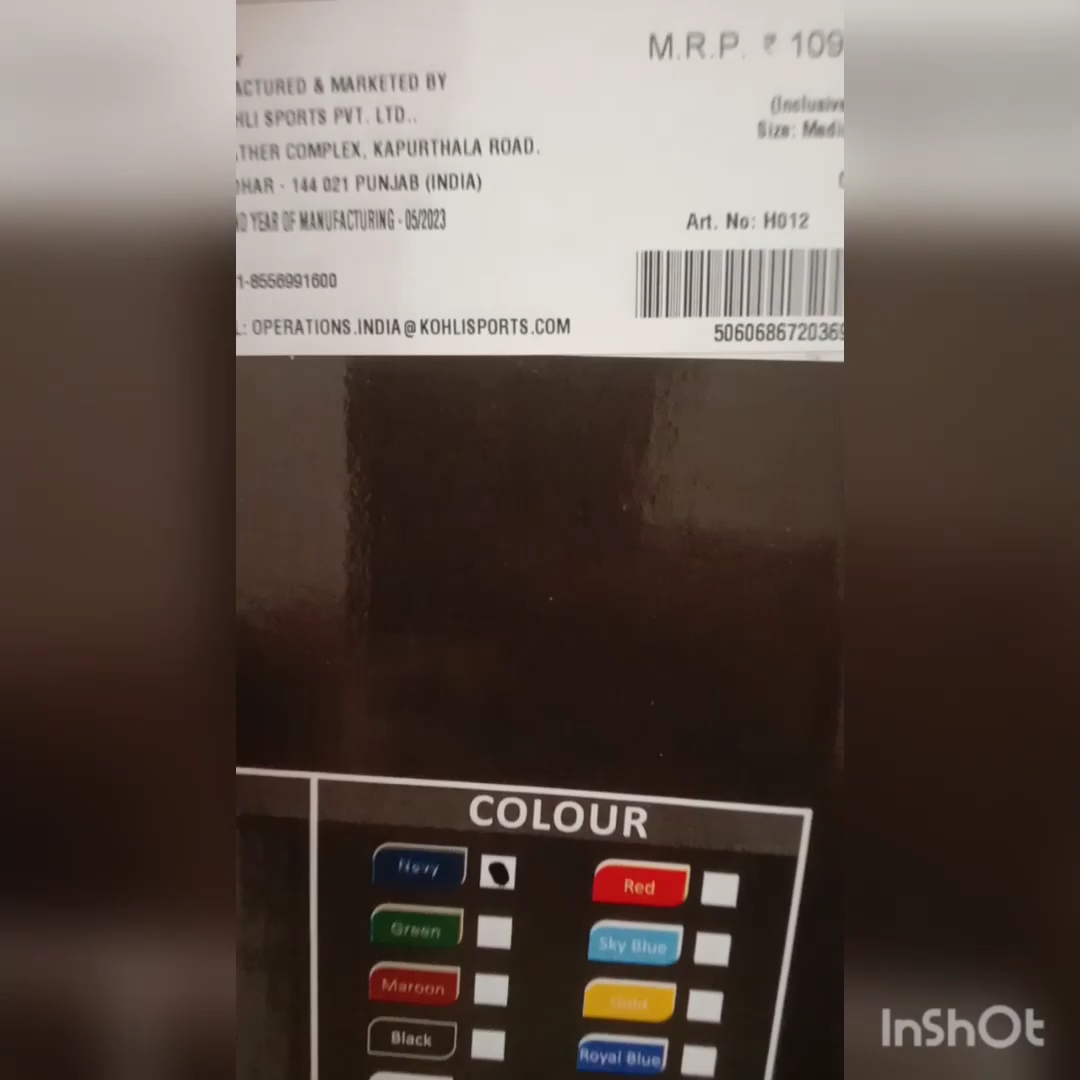 M.R.P. ₹ 109
ACTURED & MARKETED BY
HLI SPORTS PVT. LTD..
(Inclusive
Size: Medi
THER COMPLEX, KAPURTHALA ROAD.
HAR - 144 021 PUNJAB (INDIA)
YEAR OF MANUFACTURING - 05/2023
Art. No: H012
1-8556991600
L: OPERATIONS.INDIA@KOHLISPORTS.COM
506068672036
COLOUR
Navy
Red
Green
Sky Blue
Maroon
Gold
Black
Royal Blue
InShOt